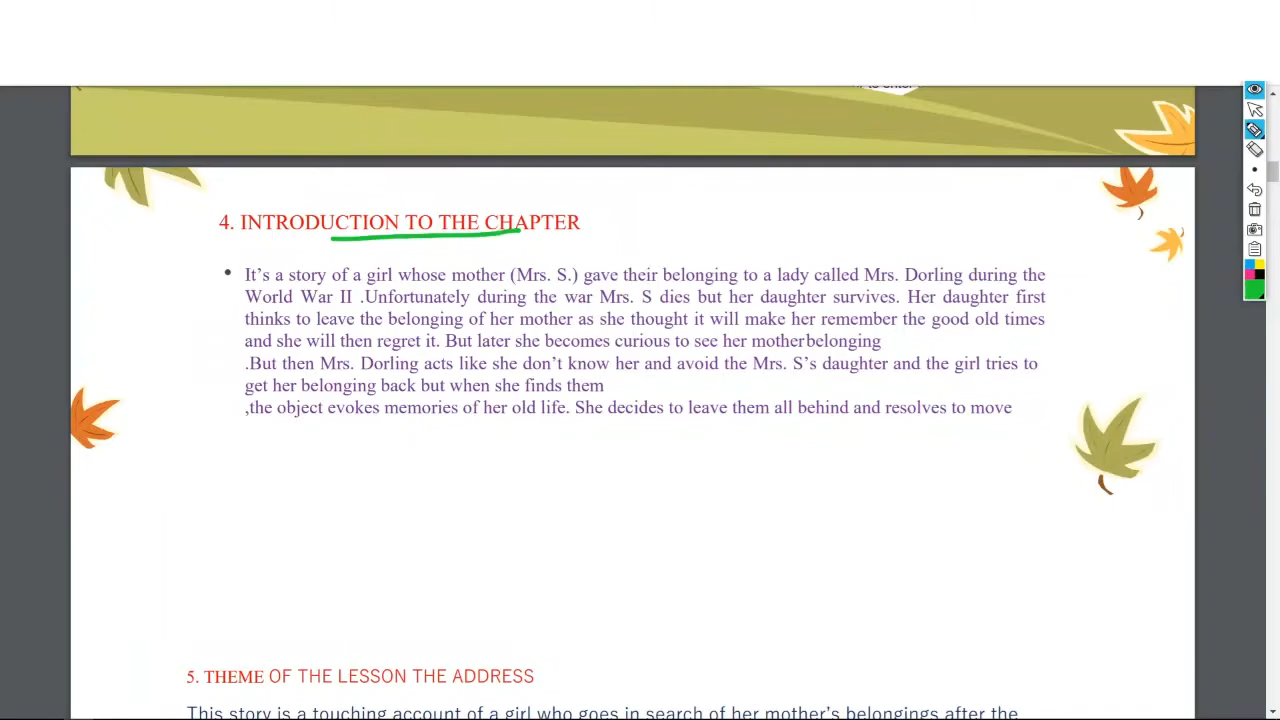 4. INTRODUCTION TO THE CHAPTER
• It’s a story of a girl whose mother (Mrs. S.) gave their belonging to a lady called Mrs. Dorling during the
World War II .Unfortunately during the war Mrs. S dies but her daughter survives. Her daughter first
thinks to leave the belonging of her mother as she thought it will make her remember the good old times
and she will then regret it. But later she becomes curious to see her mother belonging
.But then Mrs. Dorling acts like she don’t know her and avoid the Mrs. S’s daughter and the girl tries to
get her belonging back but when she finds them
,the object evokes memories of her old life. She decides to leave them all behind and resolves to move
5. THEME OF THE LESSON THE ADDRESS
This story is a touching account of a girl who goes in search of her mother’s belongings after the